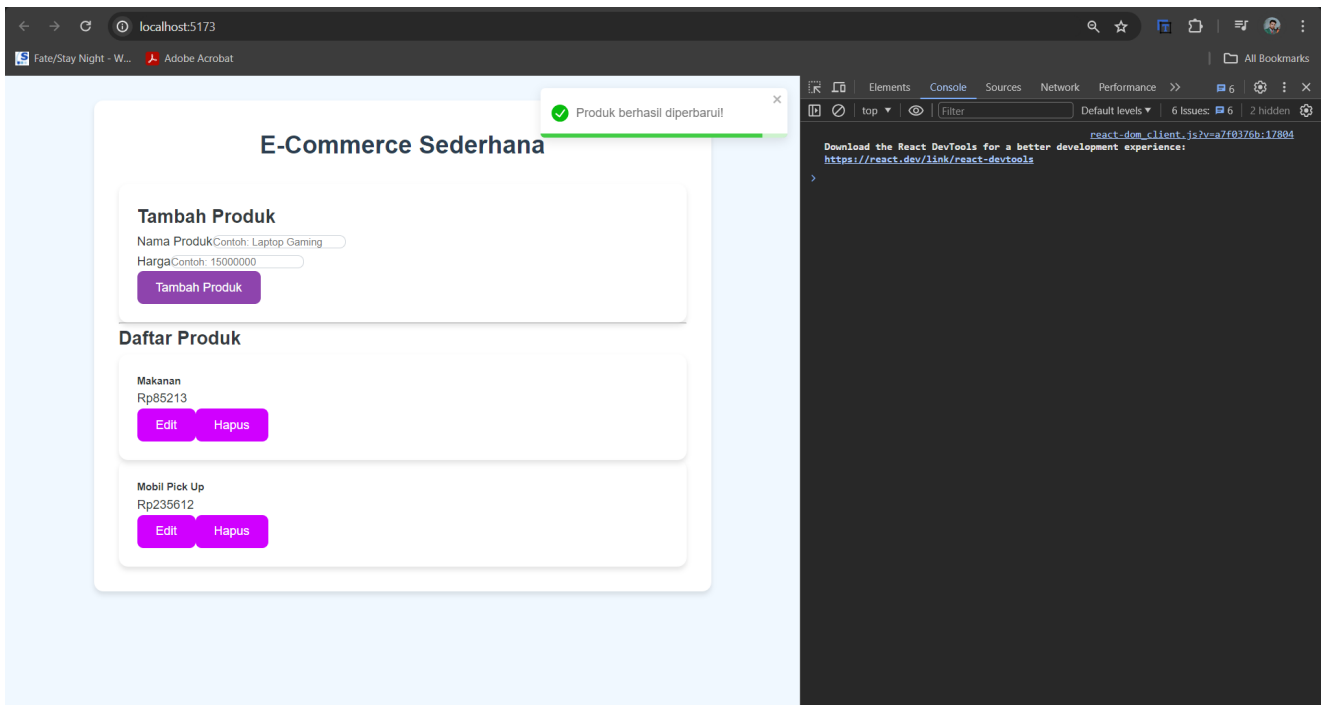 localhost:5173
Fate/Stay Night - W...
Adobe Acrobat
All Bookmarks
Produk berhasil diperbarui!
E-Commerce Sederhana
Tambah Produk
Nama Produk Contoh: Laptop Gaming
Harga Contoh: 15000000
Tambah Produk
Daftar Produk
Makanan
Rp85213
Edit Hapus
Mobil Pick Up
Rp235612
Edit Hapus
Elements Console Sources Network Performance 6
top Filter Default levels 6 Issues: 6 2 hidden
react-dom_client.js?v=a7f0376b:17804
Download the React DevTools for a better development experience:
https://react.dev/link/react-devtools